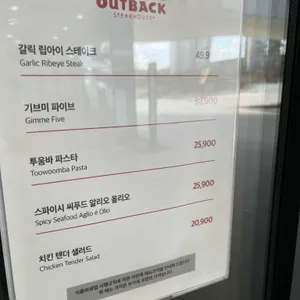 OUTBACK
STEAKHOUSE®
갈릭 립아이 스테이크
Garlic Ribeye Steak
기브미 파이브
Gimme Five
38,900
투움바 파스타
25,900
Toowoomba Pasta
스파이시 씨푸드 알리오 올리오
25,900
Spicy Seafood Aglio é Olio
20,900
치킨 텐더 샐러드
Chicken Tender Salad